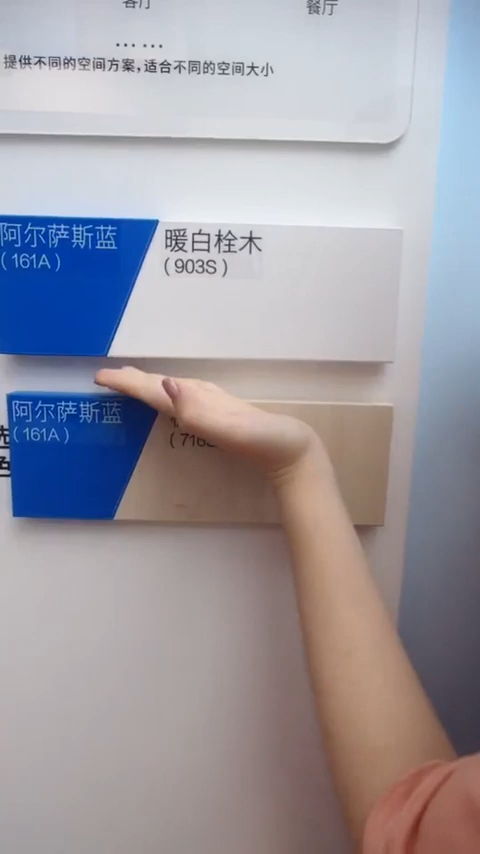 客厅
餐厅
••• •••
提供不同的空间方案,适合不同的空间大小
阿尔萨斯蓝
(161A)
暖白栓木
(903S)
阿尔萨斯蓝
(161A)
(716S
色